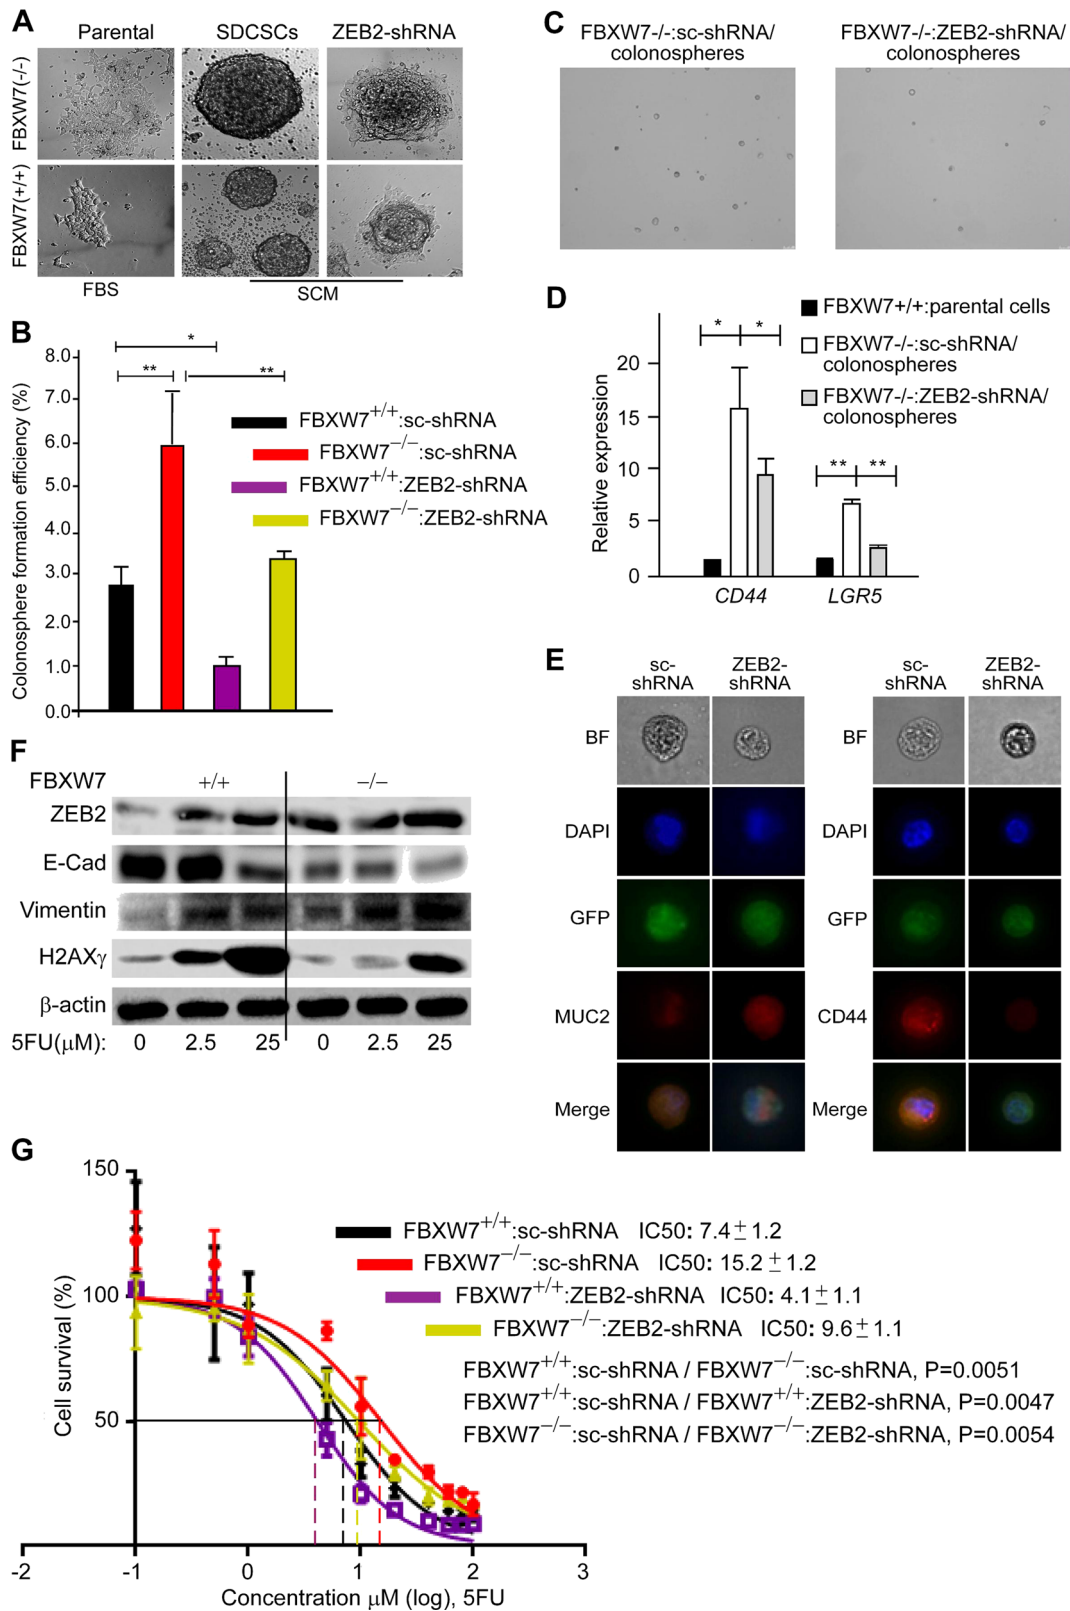 A
Parental SDCSCs ZEB2-shRNA
FBXW7(-/-)
FBXW7(+/+)
FBS SCM
B
Colonosphere formation efficiency (%)
8.0
7.0
6.0
5.0
4.0
3.0
2.0
1.0
0.0
* 
** **
FBXW7+/+:sc-shRNA
FBXW7−/−:sc-shRNA
FBXW7+/+:ZEB2-shRNA
FBXW7−/−:ZEB2-shRNA
C
FBXW7-/-:sc-shRNA/
colonospheres
FBXW7-/-:ZEB2-shRNA/
colonospheres
D
Relative expression
20
15
10
5
0
* *
** **
CD44 LGR5
FBXW7+/+:parental cells
FBXW7-/-:sc-shRNA/
colonospheres
FBXW7-/-:ZEB2-shRNA/
colonospheres
E
sc-
shRNA
ZEB2-
shRNA
sc-
shRNA
ZEB2-
shRNA
BF BF
DAPI DAPI
GFP GFP
MUC2 CD44
Merge Merge
F
FBXW7 +/+ −/−
ZEB2
E-Cad
Vimentin
H2AXγ
β-actin
5FU(μM): 0 2.5 25 0 2.5 25
G
Cell survival (%)
150
100
50
-2 -1 0 1 2
Concentration μM (log), 5FU
FBXW7+/+:sc-shRNA IC50: 7.4±1.2
FBXW7−/−:sc-shRNA IC50: 15.2±1.2
FBXW7+/+:ZEB2-shRNA IC50: 4.1±1.1
FBXW7−/−:ZEB2-shRNA IC50: 9.6±1.1
FBXW7+/+:sc-shRNA / FBXW7−/−:sc-shRNA, P=0.0051
FBXW7+/+:sc-shRNA / FBXW7+/+:ZEB2-shRNA, P=0.0047
FBXW7−/−:sc-shRNA / FBXW7−/−:ZEB2-shRNA, P=0.0054